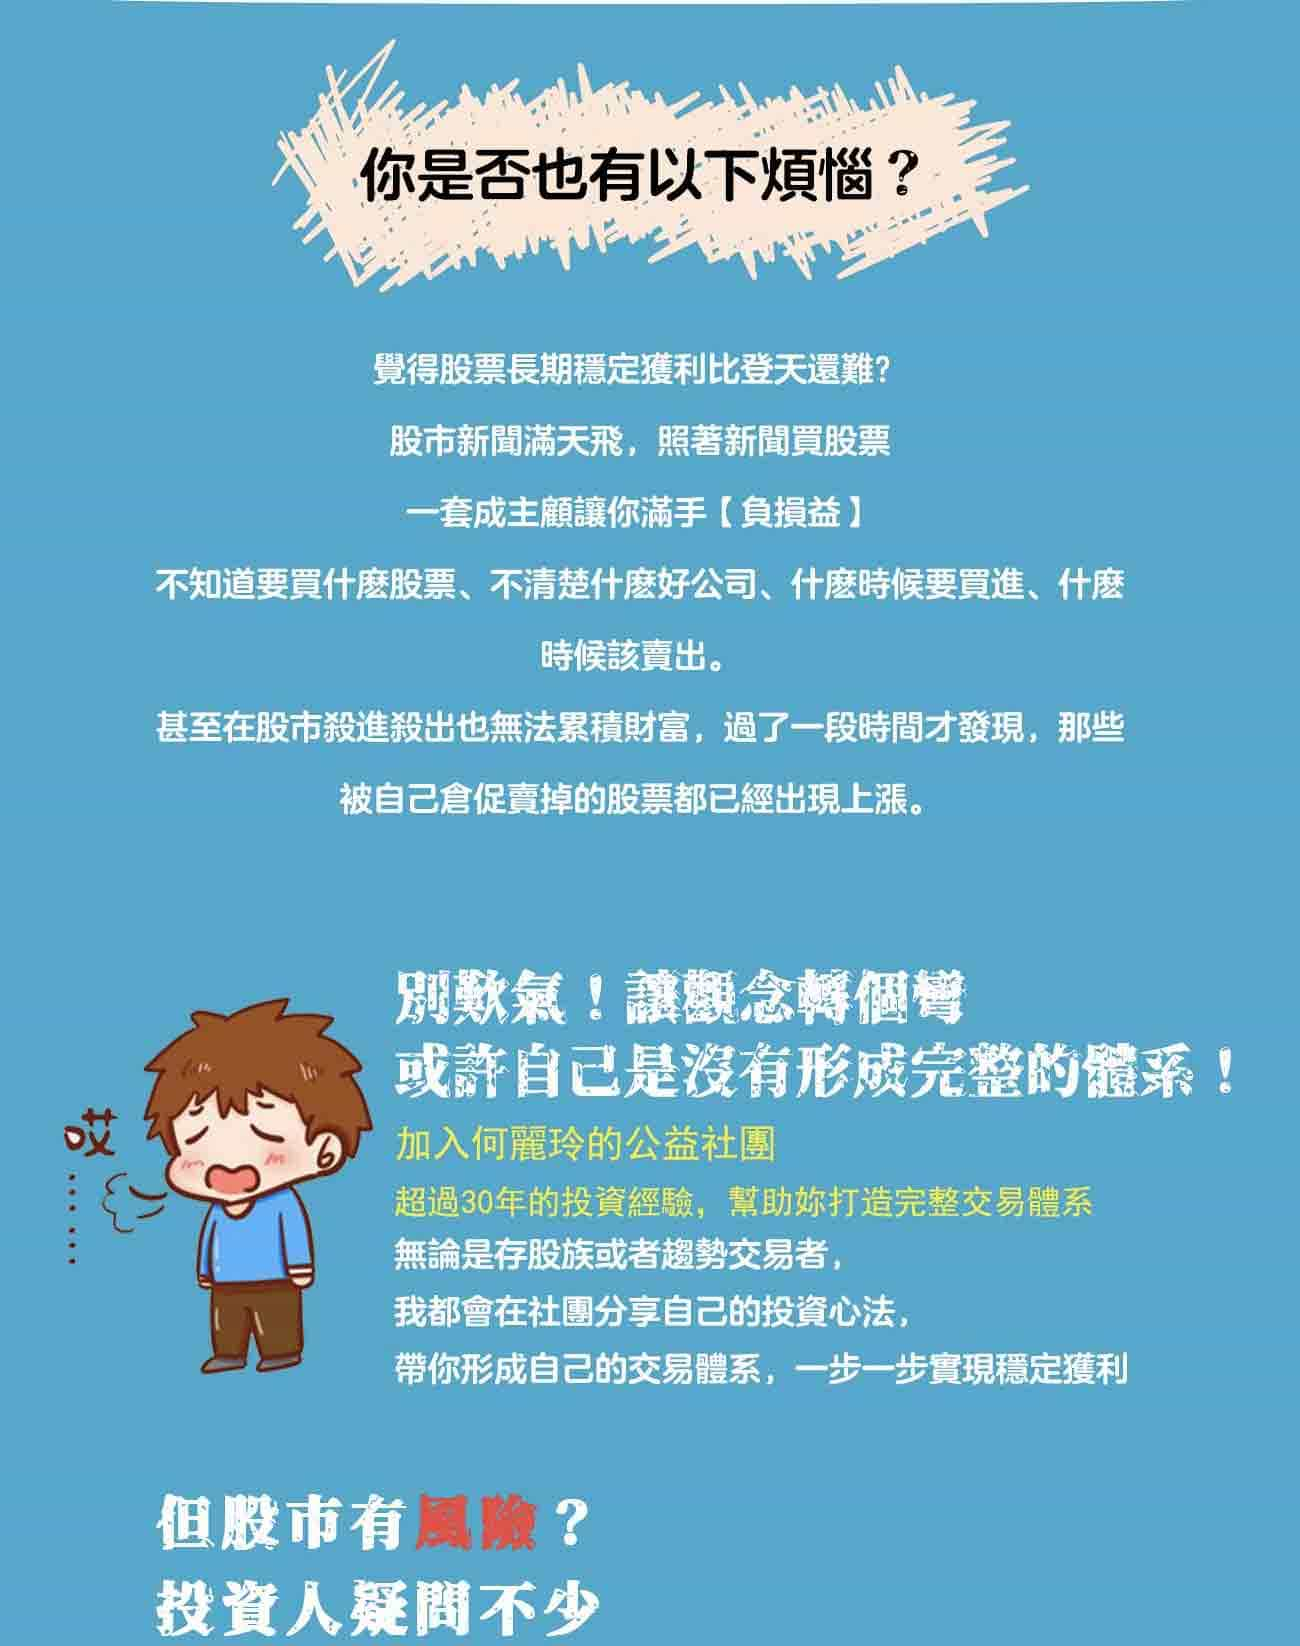 你是否也有以下煩惱？
覺得股票長期穩定獲利比登天還難?
股市新聞滿天飛，照著新聞買股票
一套成主顧讓你滿手【負損益】
不知道要買什麽股票、不清楚什麽好公司、什麽時候要買進、什麽
時候該賣出。
甚至在股市殺進殺出也無法累積財富，過了一段時間才發現，那些
被自己倉促賣掉的股票都已經出現上漲。
別歎氣！讓觀念轉個彎
或許自己是沒有形成完整的體系！
哎
……
加入何麗玲的公益社團
超過30年的投資經驗，幫助妳打造完整交易體系
無論是存股族或者趨勢交易者，
我都會在社團分享自己的投資心法，
帶你形成自己的交易體系，一步一步實現穩定獲利
但股市有風險？
投資人疑問不少